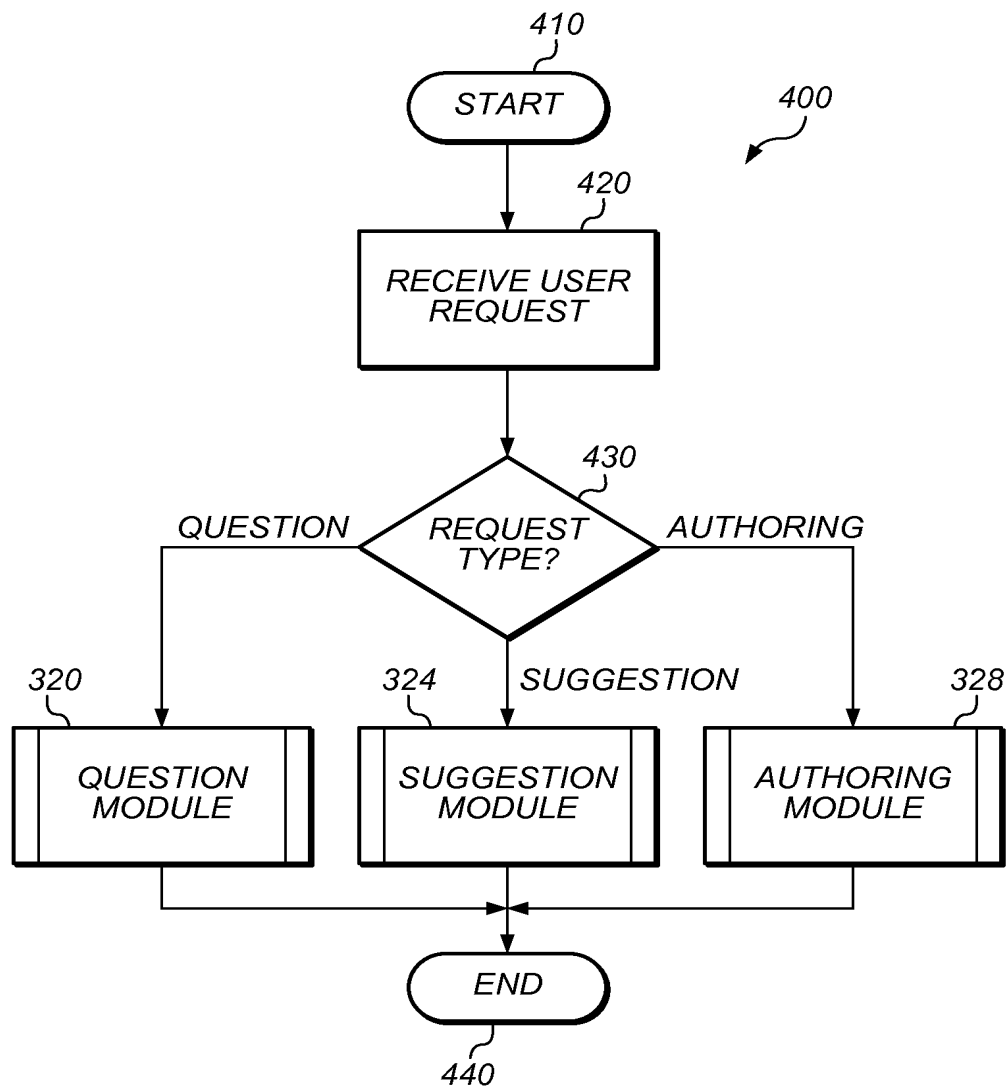 410
START
400
420
RECEIVE USER
REQUEST
430
QUESTION
REQUEST
TYPE?
AUTHORING
320
324
SUGGESTION
328
QUESTION
MODULE
SUGGESTION
MODULE
AUTHORING
MODULE
END
440